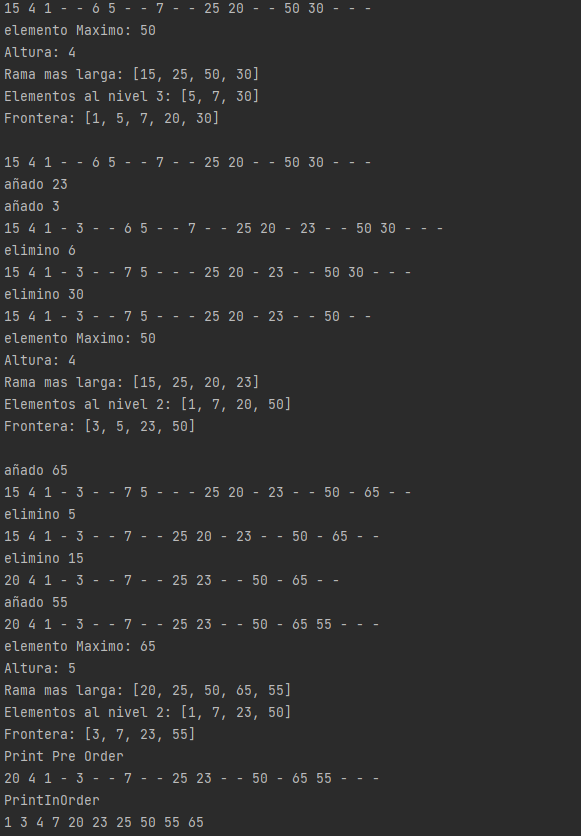 15 4 1 - - 6 5 - - 7 - - 25 20 - - 50 30 - - -
elemento Maximo: 50
Altura: 4
Rama mas larga: [15, 25, 50, 30]
Elementos al nivel 3: [5, 7, 30]
Frontera: [1, 5, 7, 20, 30]
15 4 1 - - 6 5 - - 7 - - 25 20 - - 50 30 - - -
añado 23
añado 3
15 4 1 - 3 - - 6 5 - - 7 - - 25 20 - 23 - - 50 30 - - -
elimino 6
15 4 1 - 3 - - 7 5 - - - 25 20 - 23 - - 50 30 - - -
elimino 30
15 4 1 - 3 - - 7 5 - - - 25 20 - 23 - - 50 - -
elemento Maximo: 50
Altura: 4
Rama mas larga: [15, 25, 20, 23]
Elementos al nivel 2: [1, 7, 20, 50]
Frontera: [3, 5, 23, 50]
añado 65
15 4 1 - 3 - - 7 5 - - - 25 20 - 23 - - 50 - 65 - -
elimino 5
15 4 1 - 3 - - 7 - - 25 20 - 23 - - 50 - 65 - -
elimino 15
20 4 1 - 3 - - 7 - - 25 23 - - 50 - 65 - -
añado 55
20 4 1 - 3 - - 7 - - 25 23 - - 50 - 65 55 - - -
elemento Maximo: 65
Altura: 5
Rama mas larga: [20, 25, 50, 65, 55]
Elementos al nivel 2: [1, 7, 23, 50]
Frontera: [3, 7, 23, 55]
Print Pre Order
20 4 1 - 3 - - 7 - - 25 23 - - 50 - 65 55 - - -
PrintInOrder
1 3 4 7 20 23 25 50 55 65